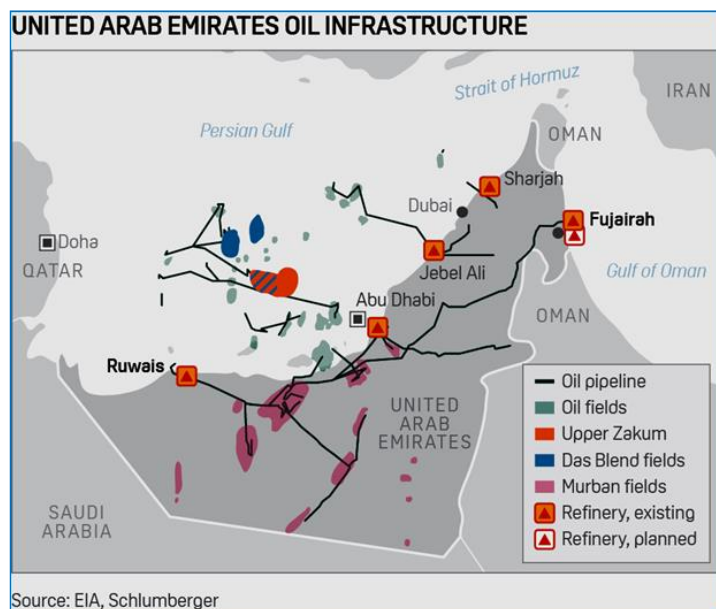 UNITED ARAB EMIRATES OIL INFRASTRUCTURE
Strait of Hormuz
IRAN
Persian Gulf
OMAN
Sharjah
Dubai
Fujairah
Doha
QATAR
Jebel Ali
Gulf of Oman
Abu Dhabi
OMAN
Ruwais
UNITED
ARAB
EMIRATES
SAUDI
ARABIA
Oil pipeline
Oil fields
Upper Zakum
Das Blend fields
Murban fields
Refinery, existing
Refinery, planned
Source: EIA, Schlumberger